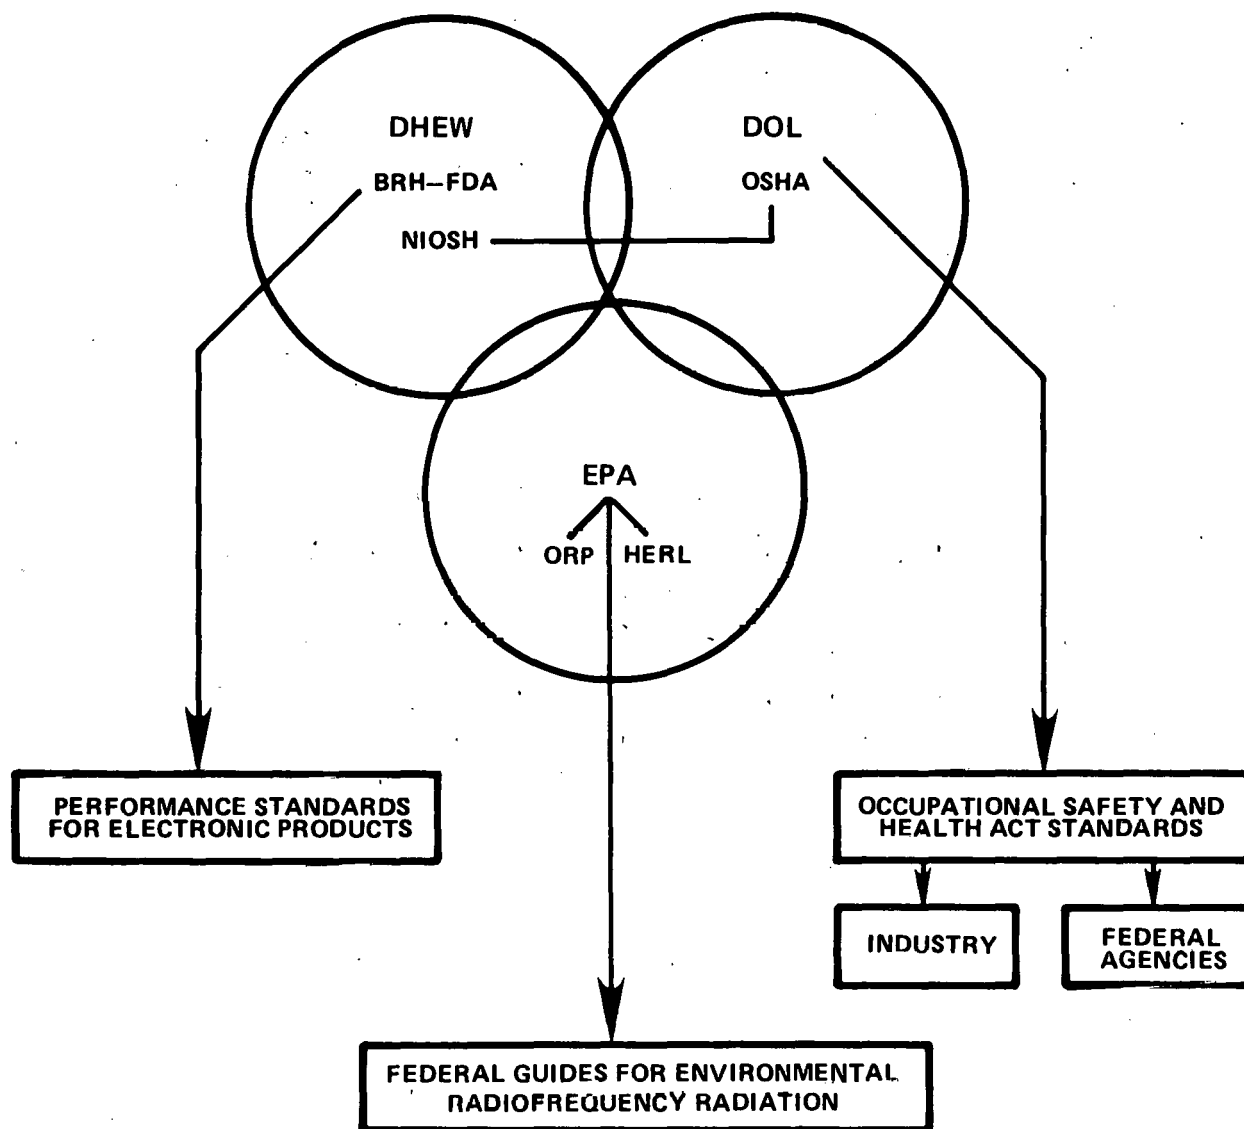 DHEW
BRH–FDA
NIOSH
DOL
OSHA
EPA
ORP
HERL
PERFORMANCE STANDARDS
FOR ELECTRONIC PRODUCTS
OCCUPATIONAL SAFETY AND
HEALTH ACT STANDARDS
INDUSTRY
FEDERAL
AGENCIES
FEDERAL GUIDES FOR ENVIRONMENTAL
RADIOFREQUENCY RADIATION